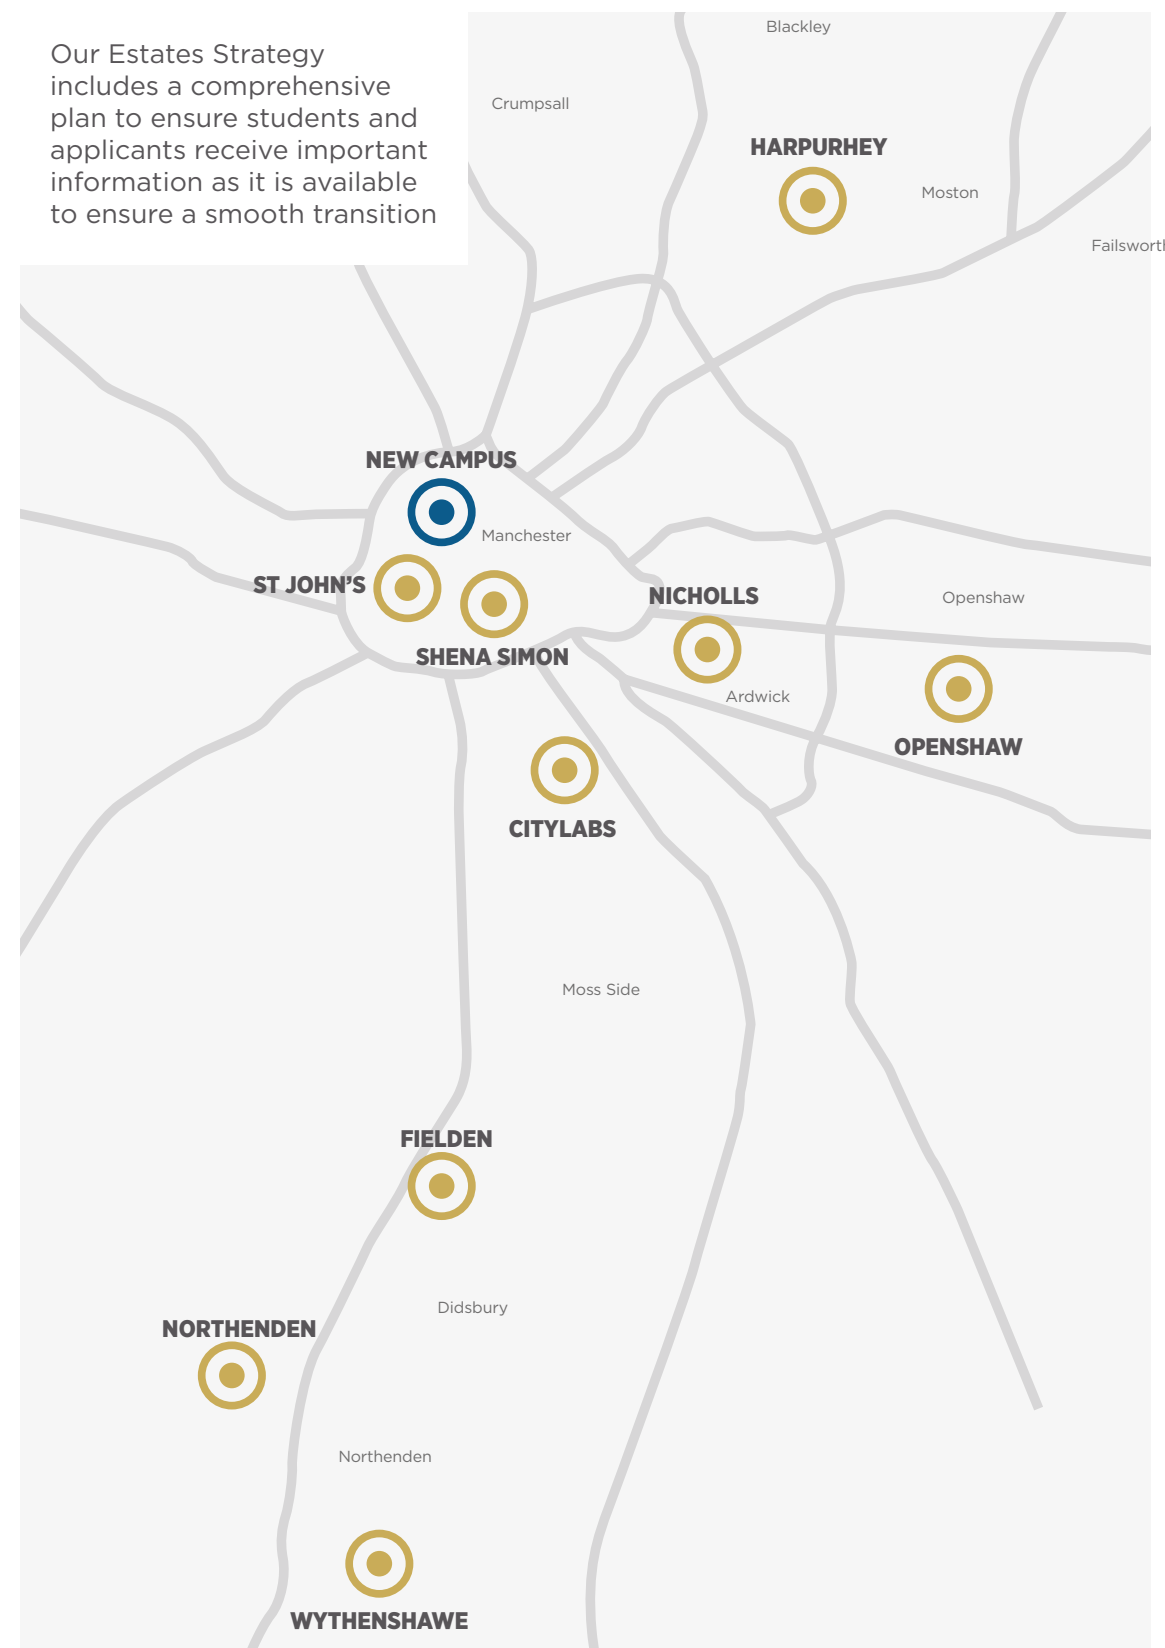 Our Estates Strategy
includes a comprehensive
plan to ensure students and
applicants receive important
information as it is available
to ensure a smooth transition
Blackley
Crumpsall
HARPURHEY
Moston
Failsworth
NEW CAMPUS
Manchester
ST JOHN'S
NICHOLLS
Openshaw
SHENA SIMON
Ardwick
OPENSHAW
CITYLABS
Moss Side
FIELDEN
Didsbury
NORTHENDEN
Northenden
WYTHENSHAWE